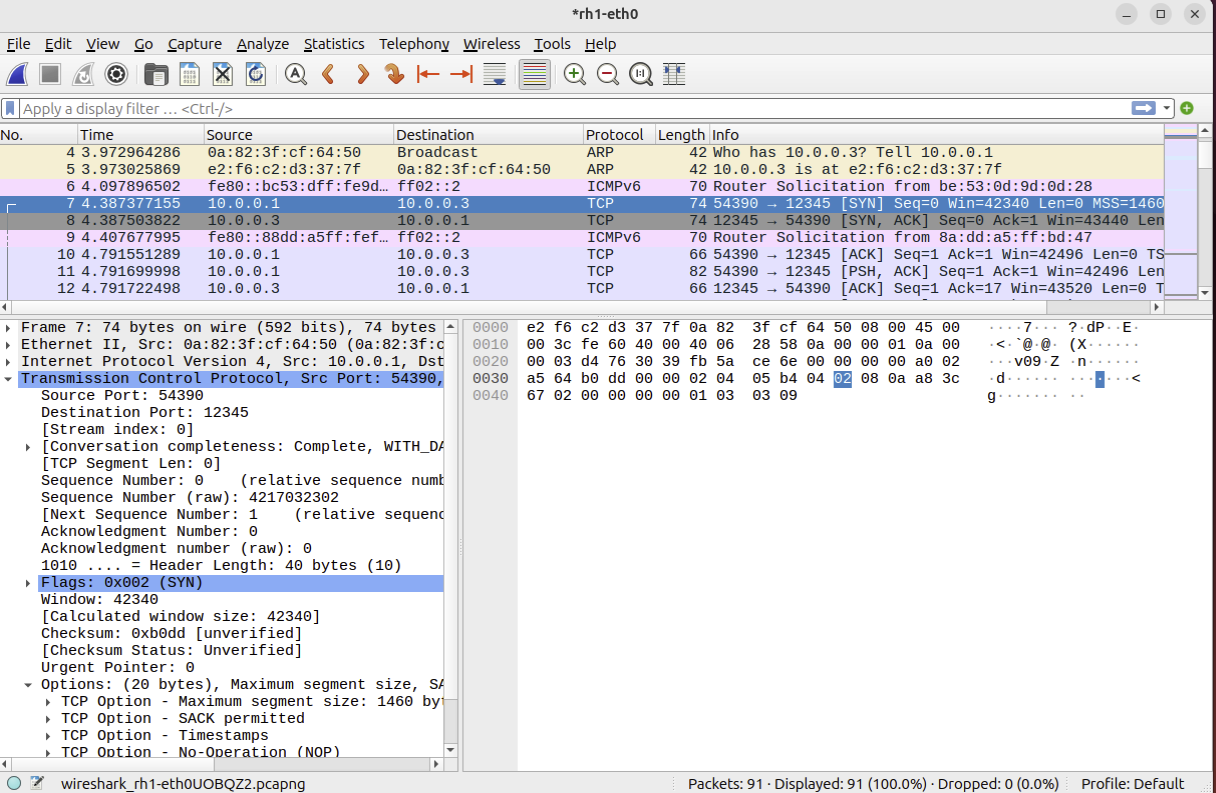 *rh1-eth0
File Edit View Go Capture Analyze Statistics Telephony Wireless Tools Help
Apply a display filter … <Ctrl-/>
No. Time Source Destination Protocol Length Info
4 3.972964286 0a:82:3f:cf:64:50 Broadcast ARP 42 Who has 10.0.0.3? Tell 10.0.0.1
5 3.973025869 e2:f6:c2:d3:37:7f 0a:82:3f:cf:64:50 ARP 42 10.0.0.3 is at e2:f6:c2:d3:37:7f
6 4.097896502 fe80::bc53:dff:fe9d… ff02::2 ICMPv6 70 Router Solicitation from be:53:0d:9d:0d:28
7 4.387377155 10.0.0.1 10.0.0.3 TCP 74 54390 → 12345 [SYN] Seq=0 Win=42340 Len=0 MSS=1460
8 4.387503822 10.0.0.3 10.0.0.1 TCP 74 12345 → 54390 [SYN, ACK] Seq=0 Ack=1 Win=43440 Len
9 4.407677995 fe80::88dd:a5ff:fef… ff02::2 ICMPv6 70 Router Solicitation from 8a:dd:a5:ff:bd:47
10 4.791551289 10.0.0.1 10.0.0.3 TCP 66 54390 → 12345 [ACK] Seq=1 Ack=1 Win=42496 Len=0 TS
11 4.791699998 10.0.0.1 10.0.0.3 TCP 82 54390 → 12345 [PSH, ACK] Seq=1 Ack=1 Win=42496 Len
12 4.791722498 10.0.0.3 10.0.0.1 TCP 66 12345 → 54390 [ACK] Seq=1 Ack=17 Win=43520 Len=0 T
Frame 7: 74 bytes on wire (592 bits), 74 bytes
Ethernet II, Src: 0a:82:3f:cf:64:50 (0a:82:3f:c
Internet Protocol Version 4, Src: 10.0.0.1, Dst
Transmission Control Protocol, Src Port: 54390,
Source Port: 54390
Destination Port: 12345
[Stream index: 0]
[Conversation completeness: Complete, WITH_DA
[TCP Segment Len: 0]
Sequence Number: 0 (relative sequence numb
Sequence Number (raw): 4217032302
[Next Sequence Number: 1 (relative sequenc
Acknowledgment Number: 0
Acknowledgment number (raw): 0
1010 .... = Header Length: 40 bytes (10)
Flags: 0x002 (SYN)
Window: 42340
[Calculated window size: 42340]
Checksum: 0xb0dd [unverified]
[Checksum Status: Unverified]
Urgent Pointer: 0
Options: (20 bytes), Maximum segment size, SA
TCP Option - Maximum segment size: 1460 byt
TCP Option - SACK permitted
TCP Option - Timestamps
TCP Option - No-Operation (NOP)
0000 e2 f6 c2 d3 37 7f 0a 82 3f cf 64 50 08 00 45 00 ····7··· ?·dP··E·
0010 00 3c fe 60 40 00 40 06 28 58 0a 00 00 01 0a 00 ·<·`@·@· (X······
0020 00 03 d4 76 30 39 fb 5a ce 6e 00 00 00 00 a0 02 ···v09·Z ·n······
0030 a5 64 b0 dd 00 00 02 04 05 b4 04 02 08 0a a8 3c ·d······ ·······<
0040 67 02 00 00 00 00 01 03 03 09 g······· ··
wireshark_rh1-eth0UOBQZ2.pcapng
Packets: 91 · Displayed: 91 (100.0%) · Dropped: 0 (0.0%)
Profile: Default